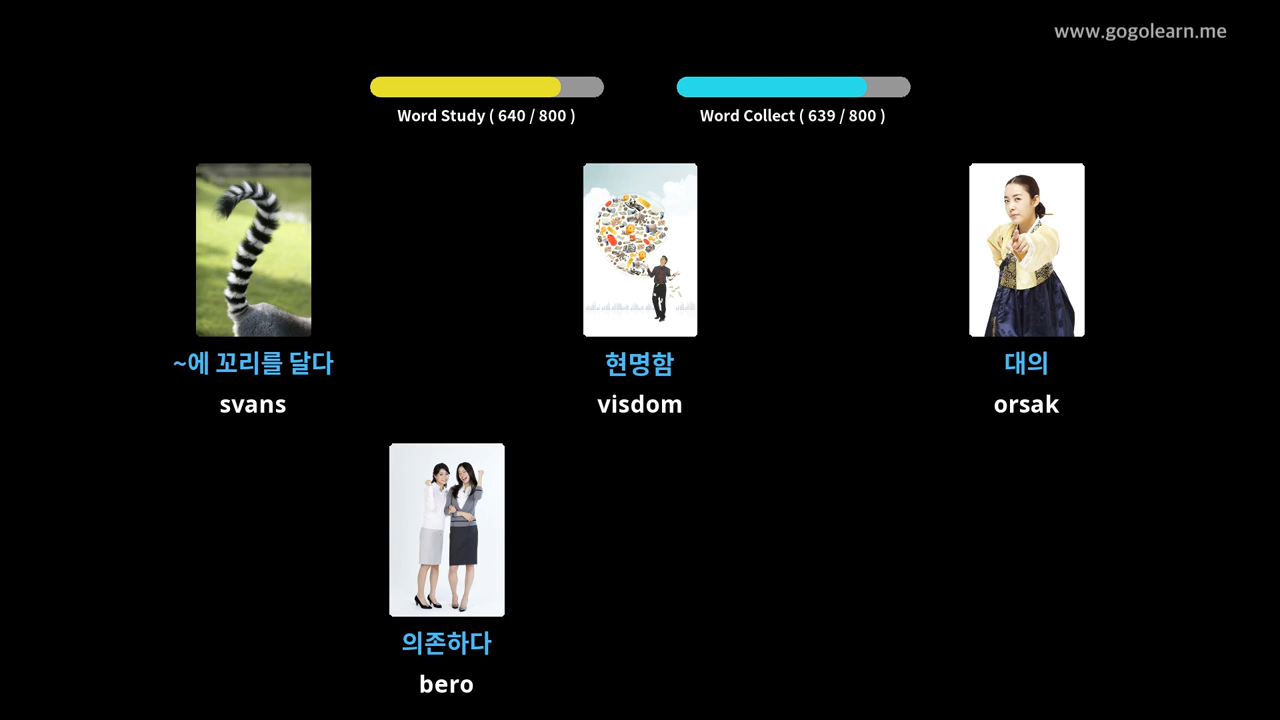 www.gogolearn.me
Word Study ( 640 / 800 )
Word Collect ( 639 / 800 )
~에 꼬리를 달다
svans
현명함
visdom
대의
orsak
의존하다
bero